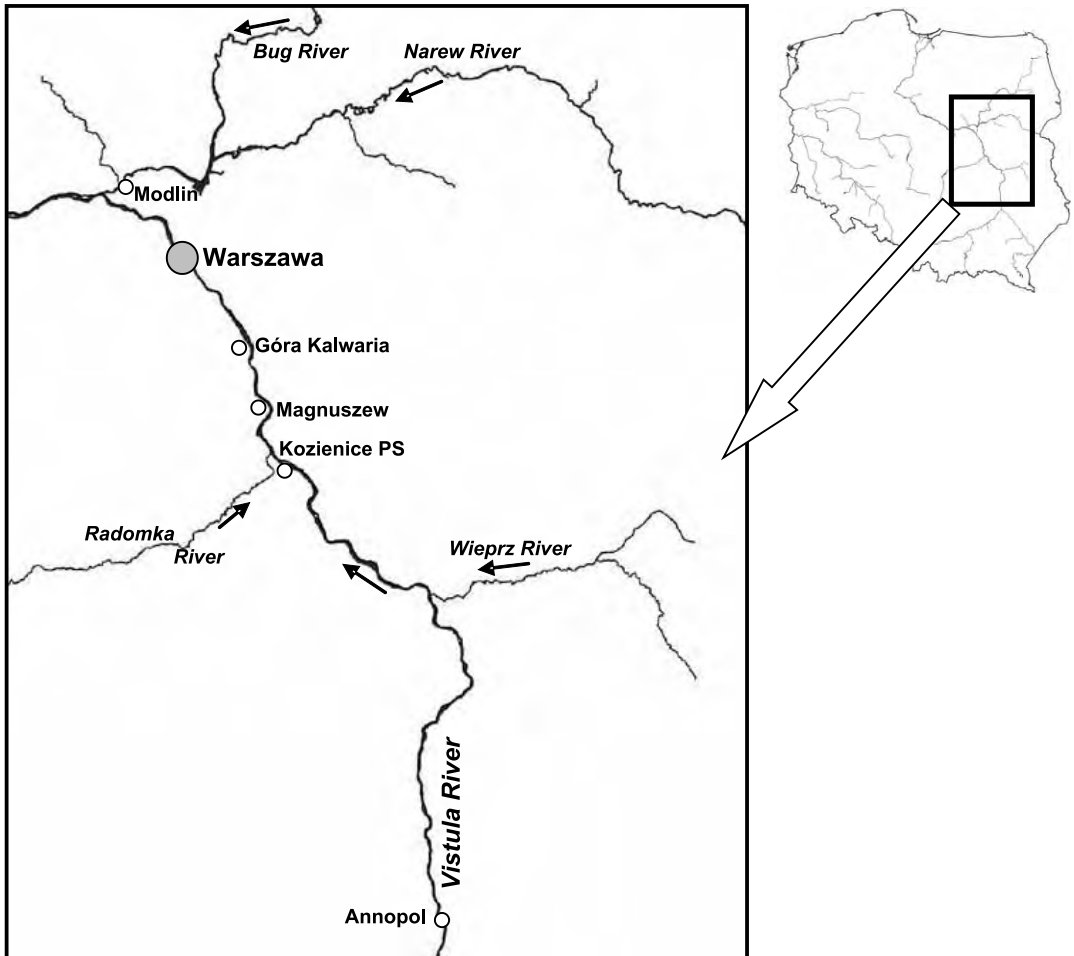 Bug River
Narew River
Modlin
Warszawa
Góra Kalwaria
Magnuszew
Kozienice PS
Radomka
River
Wieprz River
Vistula River
Annopol